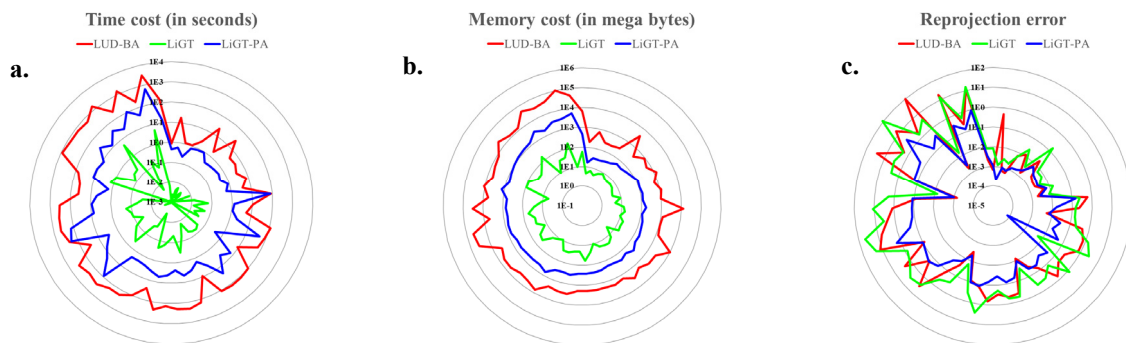 Time cost (in seconds)
LUD-BA LiGT LiGT-PA
a.
1E4
1E3
1E2
1E1
1E0
1E-1
1E-2
1E-3
Memory cost (in mega bytes)
LUD-BA LiGT LiGT-PA
b.
1E6
1E5
1E4
1E3
1E2
1E1
1E0
1E-1
Reprojection error
LUD-BA LiGT LiGT-PA
c.
1E2
1E1
1E0
1E-1
1E-2
1E-3
1E-4
1E-5